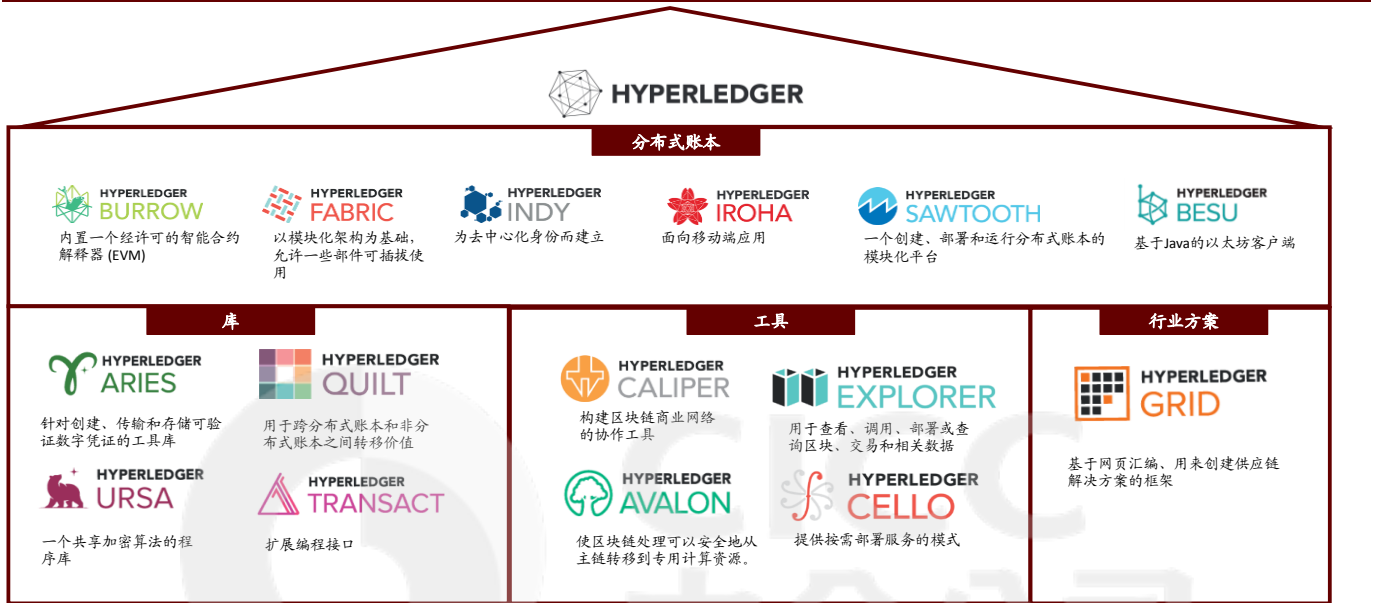 HYPERLEDGER
分布式账本
HYPERLEDGER
BURROW
内置一个经许可的智能合约
解释器 (EVM)
HYPERLEDGER
FABRIC
以模块化架构为基础，
允许一些部件可插拔使
用
HYPERLEDGER
INDY
为去中心化身份而建立
HYPERLEDGER
IROHA
面向移动端应用
HYPERLEDGER
SAWTOOTH
一个创建、部署和运行分布式账本的
模块化平台
HYPERLEDGER
BESU
基于Java的以太坊客户端
库
HYPERLEDGER
ARIES
针对创建、传输和存储可验
证数字凭证的工具库
HYPERLEDGER
QUILT
用于跨分布式账本和非分
布式账本之间转移价值
HYPERLEDGER
URSA
一个共享加密算法的程
序库
HYPERLEDGER
TRANSACT
扩展编程接口
工具
HYPERLEDGER
CALIPER
构建区块链商业网络
的协作工具
HYPERLEDGER
EXPLORER
用于查看、调用、部署或查
询区块、交易和相关数据
HYPERLEDGER
AVALON
使区块链处理可以安全地从
主链转移到专用计算资源。
HYPERLEDGER
CELLO
提供按需部署服务的模式
行业方案
HYPERLEDGER
GRID
基于网页汇编、用来创建供应链
解决方案的框架
CICC